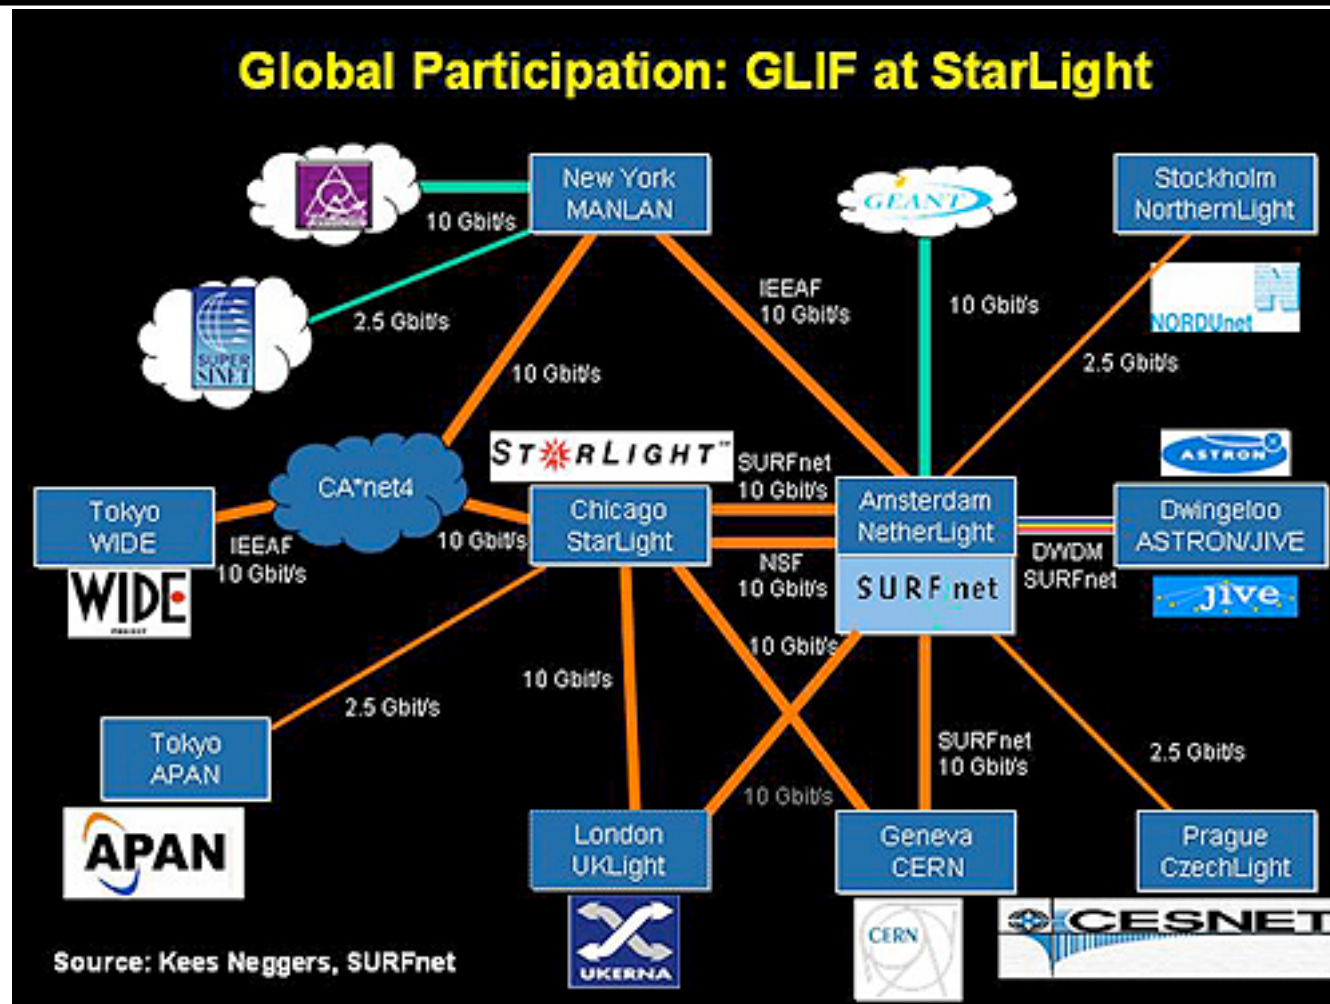 Global Participation: GLIF at StarLight
New York
MANLAN
GEANT
Stockholm
NorthernLight
10 Gbit/s
IEEAF
10 Gbit/s
10 Gbit/s
NORDUnet
SUPER
SINET
2.5 Gbit/s
2.5 Gbit/s
10 Gbit/s
STARLIGHT™
SURFnet
10 Gbit/s
ASTRON
CA*net4
Tokyo
WIDE
IEEAF
10 Gbit/s
10 Gbit/s
Chicago
StarLight
Amsterdam
NetherLight
SURFnet
NSF
10 Gbit/s
DWDM
SURFnet
Dwingeloo
ASTRON/JIVE
JIVE
WIDE
PROJECT
10 Gbit/s
10 Gbit/s
2.5 Gbit/s
Tokyo
APAN
SURFnet
10 Gbit/s
2.5 Gbit/s
10 Gbit/s
APAN
London
UKLight
Geneva
CERN
Prague
CzechLight
UKERNA
CERN
CESNET
Source: Kees Neggers, SURFnet